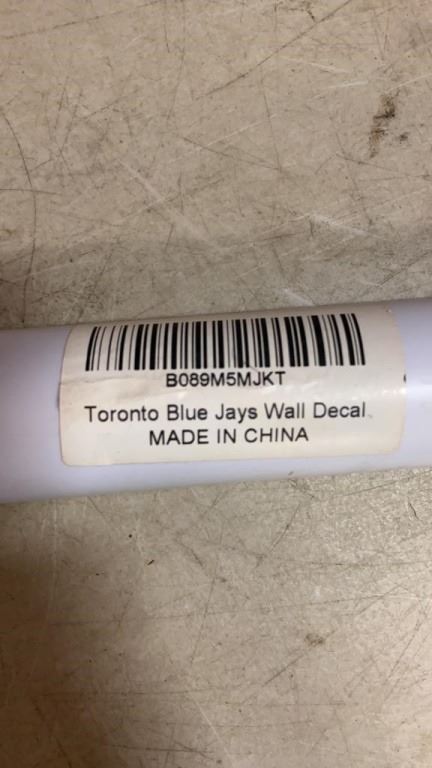 B089M5MJKT
Toronto Blue Jays Wall Decal
MADE IN CHINA